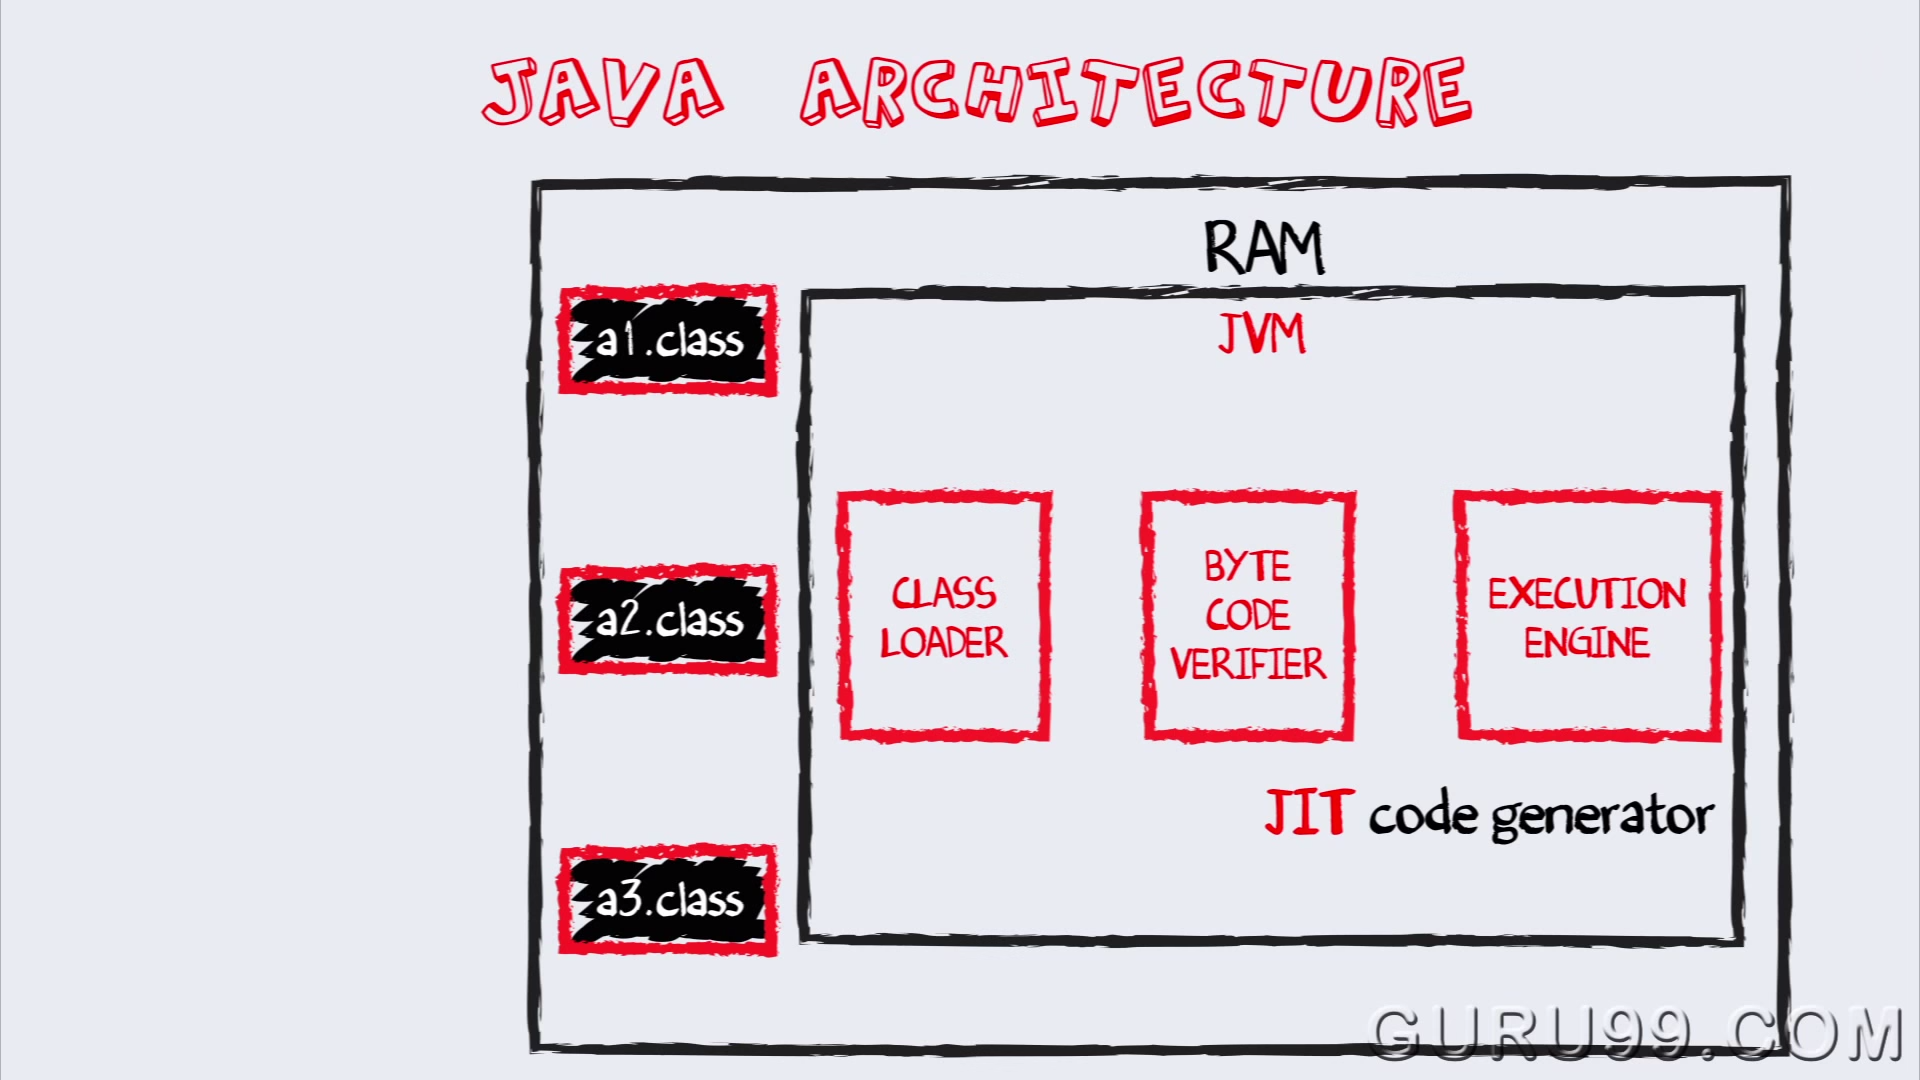 JAVA ARCHITECTURE
RAM
JVM
a1.class
a2.class
a3.class
CLASS
LOADER
BYTE
CODE
VERIFIER
EXECUTION
ENGINE
JIT code generator
GURU99.COM